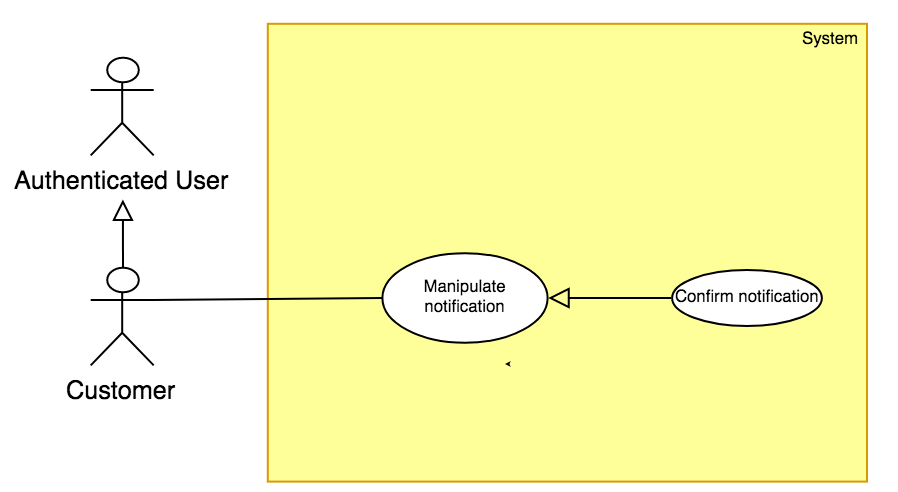 System
Authenticated User
Manipulate
notification
Confirm notification
Customer